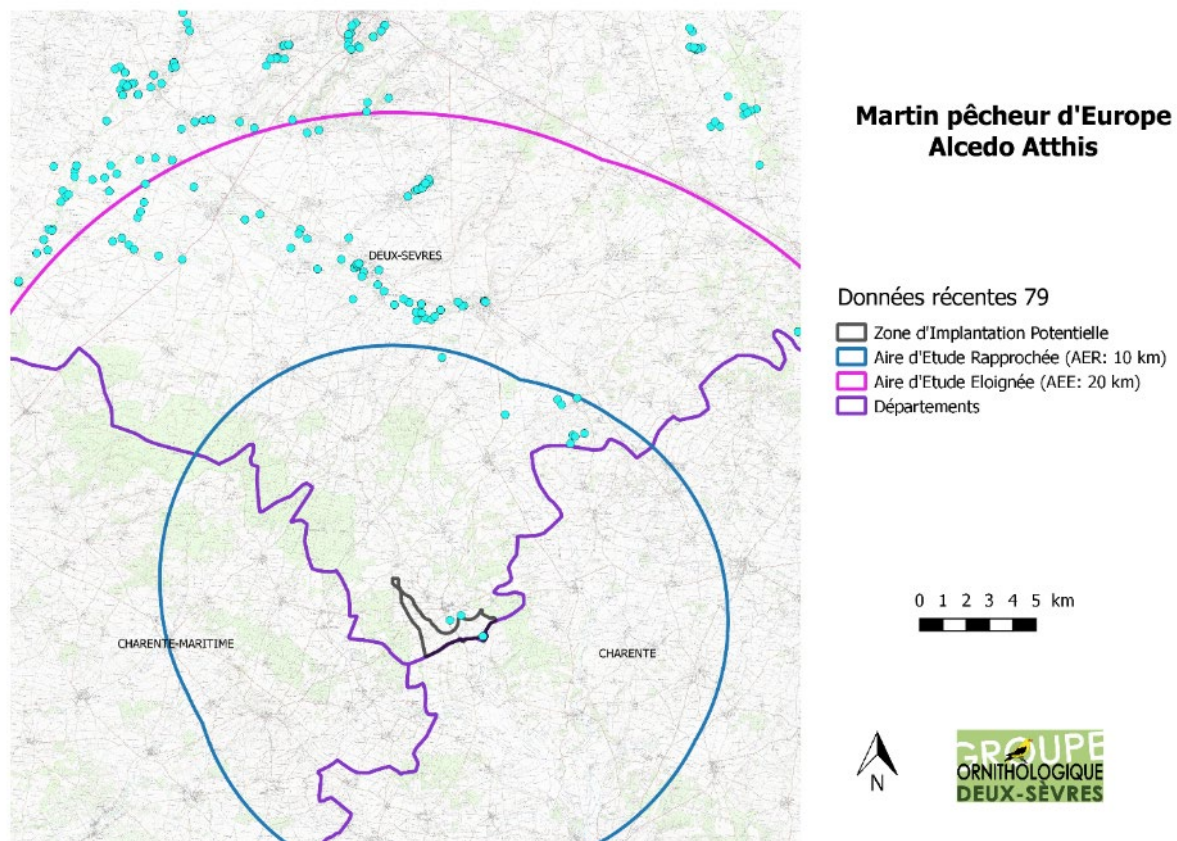 Martin pêcheur d'Europe
Alcedo Atthis
DEUX-SEVRES
Données récentes 79
Zone d'Implantation Potentielle
Aire d'Etude Rapprochée (AER: 10 km)
Aire d'Etude Eloignée (AEE: 20 km)
Départements
CHARENTE-MARITIME
CHARENTE
0 1 2 3 4 5 km
N
GROUPE
ORNITHOLOGIQUE
DEUX-SÈVRES